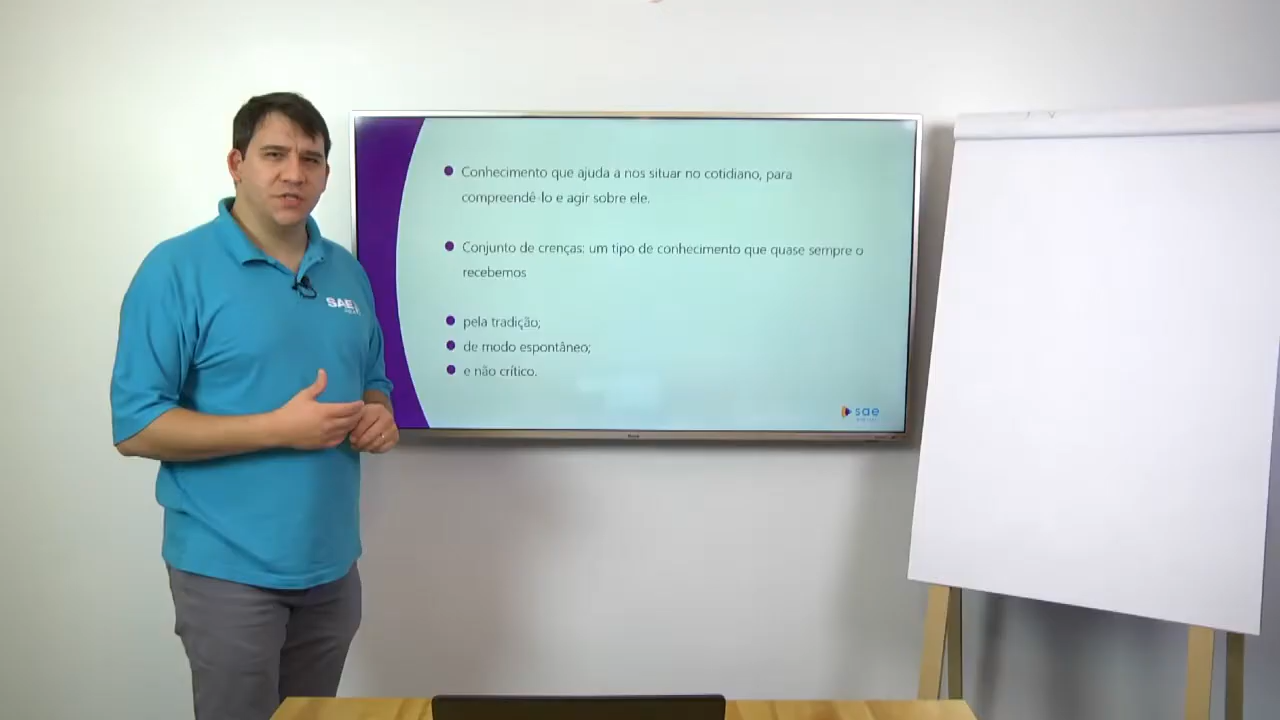 Conhecimento que ajuda a nos situar no cotidiano, para
compreendê-lo e agir sobre ele.
Conjunto de crenças: um tipo de conhecimento que quase sempre o
recebemos
pela tradição;
de modo espontâneo;
e não crítico.
sae
SAE